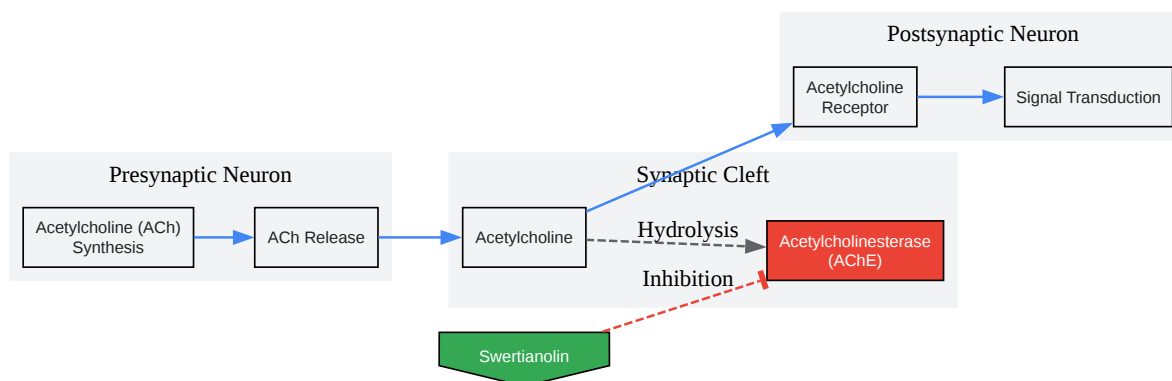 Postsynaptic Neuron
Acetylcholine
Receptor
Signal Transduction
Presynaptic Neuron
Synaptic Cleft
Acetylcholine (ACh)
Synthesis
ACh Release
Acetylcholine
Hydrolysis
Acetylcholinesterase
(AChE)
Inhibition
Swertianolin